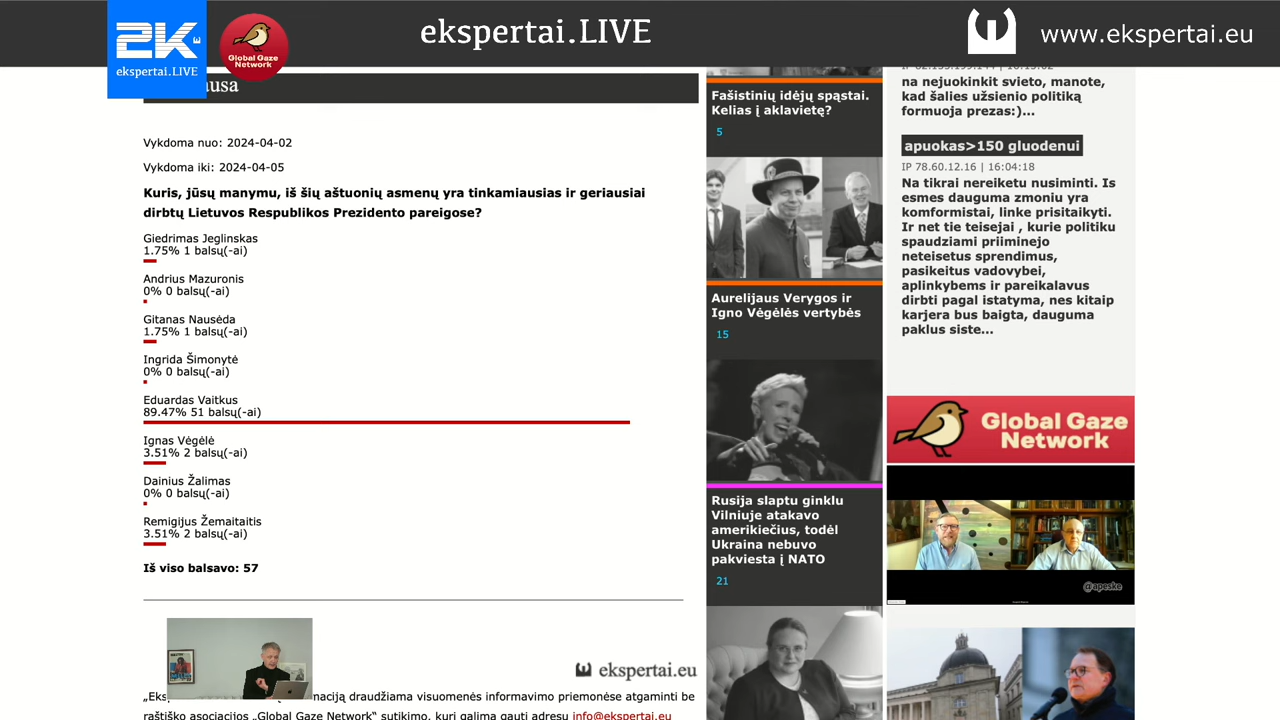 2K
ekspertai.LIVE
Global Gaze
Network
ekspertai.LIVE
www.ekspertai.eu
ausa
Vykdoma nuo: 2024-04-02
Vykdoma iki: 2024-04-05
Kuris, jūsų manymu, iš šių aštuonių asmenų yra tinkamiausias ir geriausiai
dirbtų Lietuvos Respublikos Prezidento pareigose?
Giedrimas Jeglinskas
1.75% 1 balsų(-ai)
Andrius Mazuronis
0% 0 balsų(-ai)
Gitanas Nausėda
1.75% 1 balsų(-ai)
Ingrida Šimonytė
0% 0 balsų(-ai)
Eduardas Vaitkus
89.47% 51 balsų(-ai)
Ignas Vėgėlė
3.51% 2 balsų(-ai)
Dainius Žalimas
0% 0 balsų(-ai)
Remigijus Žemaitaitis
3.51% 2 balsų(-ai)
Iš viso balsavo: 57
ekspertai.eu
„Eks
maciją draudžiama visuomenės informavimo priemonėse atgaminti be
raštiško asociacijos „Global Gaze Network“ sutikimo, kurį galima gauti adresu info@ekspertai.eu
Fašistinių idėjų spąstai.
Kelias į aklavietę?
5
Aurelijaus Verygos ir
Igno Vėgėlės vertybės
15
Rusija slaptu ginklu
Vilniuje atakavo
amerikiečius, todėl
Ukraina nebuvo
pakviesta į NATO
21
na nejuokinkit svieto, manote,
kad šalies užsienio politiką
formuoja prezas:)...
apuokas>150 gluodenui
IP 78.60.12.16 | 16:04:18
Na tikrai nereiketu nusiminti. Is
esmes dauguma zmoniu yra
komformistai, linke prisitaikyti.
Ir net tie teisejai , kurie politiku
spaudziami priiminejo
neteisetus sprendimus,
pasikeitus vadovybei,
aplinkybems ir pareikalavus
dirbti pagal istatyma, nes kitaip
karjera bus baigta, dauguma
paklus siste...
Global Gaze
Network
@apeske